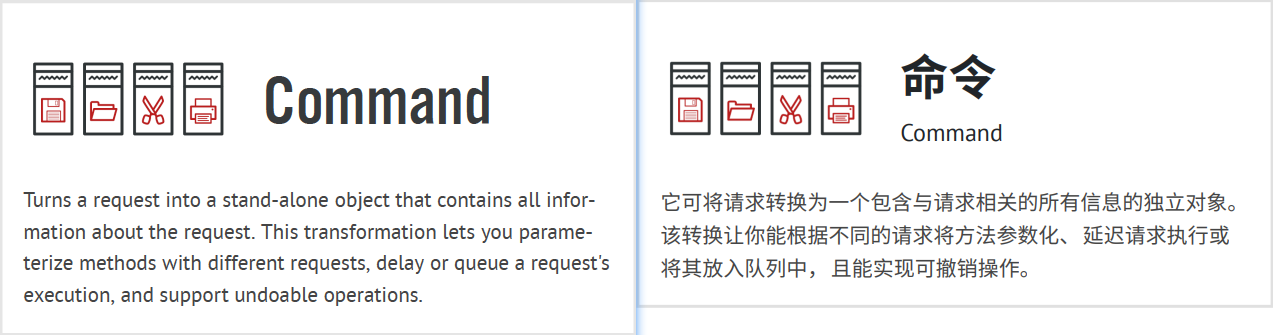 Command
Turns a request into a stand-alone object that contains all infor-
mation about the request. This transformation lets you parame-
terize methods with different requests, delay or queue a request's
execution, and support undoable operations.
命令
Command
它可将请求转换为一个包含与请求相关的所有信息的独立对象。
该转换让你能根据不同的请求将方法参数化、延迟请求执行或
将其放入队列中，且能实现可撤销操作。